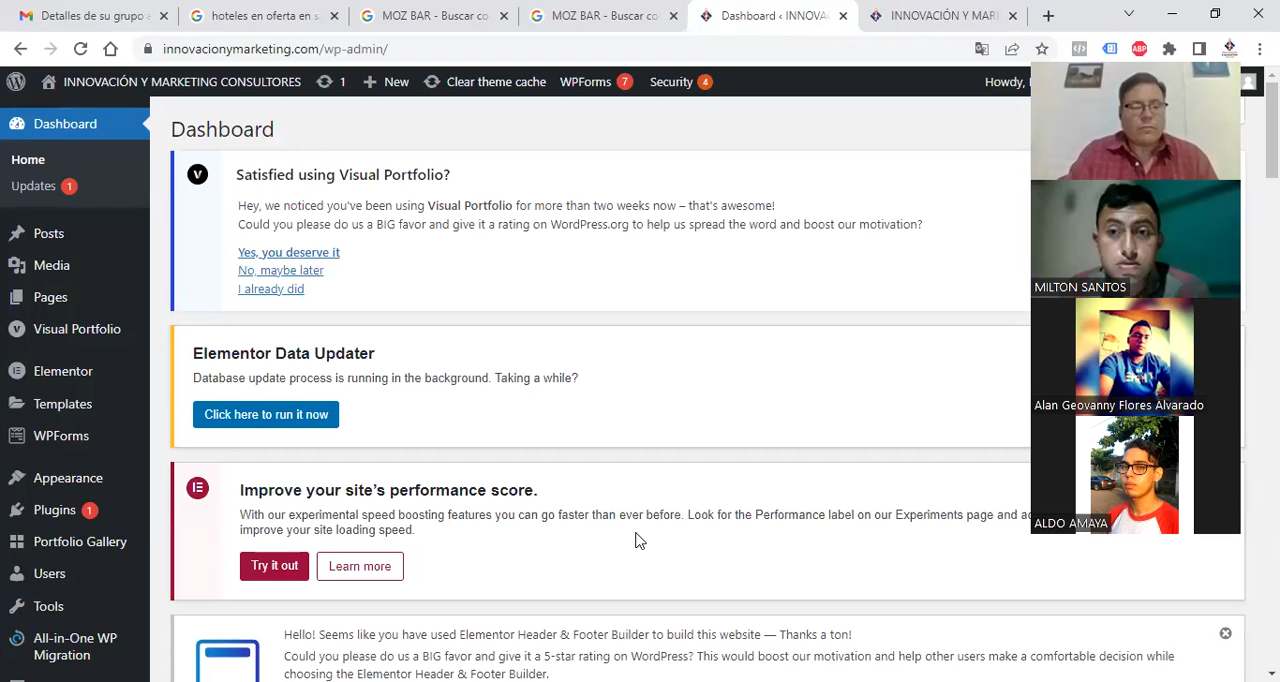 Detalles de su grupo a
hoteles en oferta en sa
MOZ BAR - Buscar co
MOZ BAR - Buscar co
Dashboard ‹ INNOVA
INNOVACIÓN Y MARK
innovacionymarketing.com/wp-admin/
ABP
INNOVACIÓN Y MARKETING CONSULTORES
1
New
Clear theme cache
WPForms 7
Security 4
Howdy,
Dashboard
Home
Updates 1
Posts
Media
Pages
Visual Portfolio
Elementor
Templates
WPForms
Appearance
Plugins 1
Portfolio Gallery
Users
Tools
All-in-One WP
Migration
Dashboard
Satisfied using Visual Portfolio?
Hey, we noticed you've been using Visual Portfolio for more than two weeks now – that's awesome!
Could you please do us a BIG favor and give it a rating on WordPress.org to help us spread the word and boost our motivation?
Yes, you deserve it
No, maybe later
I already did
Elementor Data Updater
Database update process is running in the background. Taking a while?
Click here to run it now
Improve your site's performance score.
With our experimental speed boosting features you can go faster than ever before. Look for the Performance label on our Experiments page and
improve your site loading speed.
Try it out
Learn more
Hello! Seems like you have used Elementor Header & Footer Builder to build this website — Thanks a ton!
Could you please do us a BIG favor and give it a 5-star rating on WordPress? This would boost our motivation and help other users make a comfortable decision while
choosing the Elementor Header & Footer Builder.
MILTON SANTOS
Alan Geovanny Flores Alvarado
ALDO AMAYA